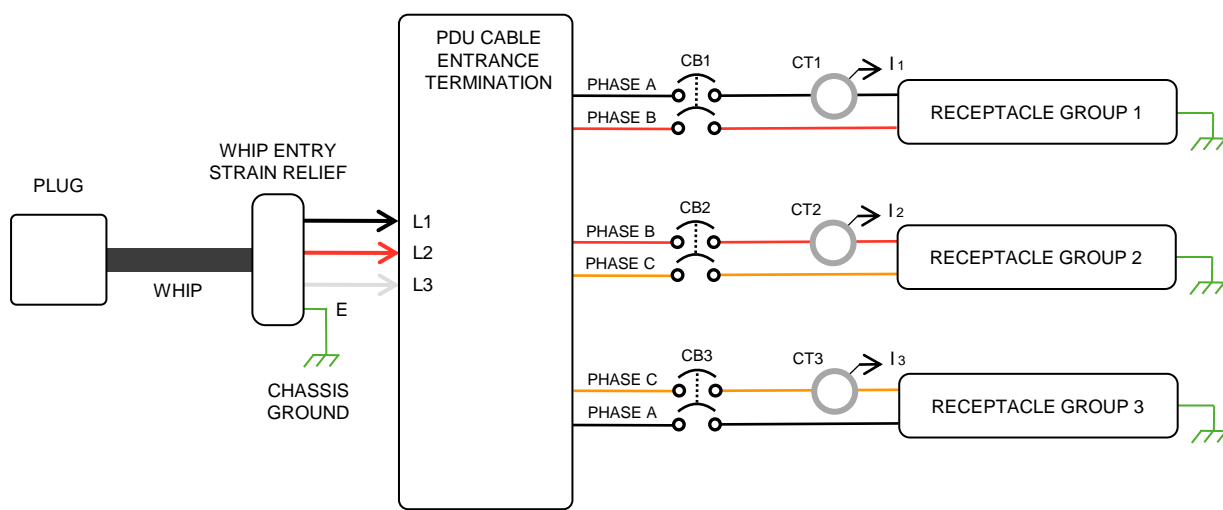 PLUG
WHIP ENTRY
STRAIN RELIEF
WHIP
L1
L2
L3
E
CHASSIS
GROUND
PDU CABLE
ENTRANCE
TERMINATION
PHASE A
PHASE B
CB1
CT1
I1
RECEPTACLE GROUP 1
PHASE B
PHASE C
CB2
CT2
I2
RECEPTACLE GROUP 2
PHASE C
PHASE A
CB3
CT3
I3
RECEPTACLE GROUP 3